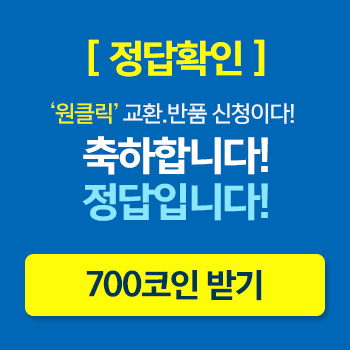 [ 정답확인 ]
‘원클릭’ 교환.반품 신청이다!
축하합니다!
정답입니다!
700코인 받기